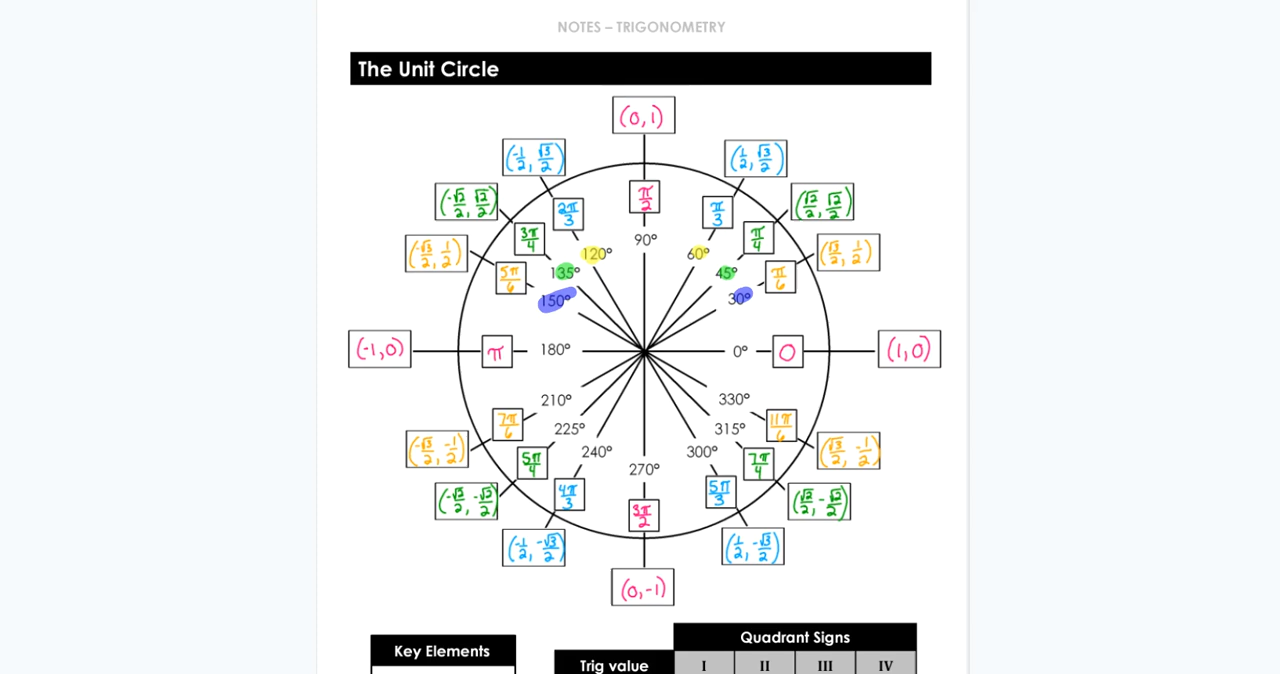 NOTES – TRIGONOMETRY
The Unit Circle
(0,1)
(-1/2, √3/2)
(1/2, √3/2)
(-√2/2, √2/2)
(√2/2, √2/2)
π/2
2π/3
π/3
3π/4
π/4
90°
(-√3/2, 1/2)
(√3/2, 1/2)
120°
60°
5π/6
135°
45°
π/6
150°
30°
(-1,0)
π
180°
0°
0
(1,0)
210°
330°
7π/6
11π/6
225°
315°
(-√3/2, -1/2)
(√3/2, -1/2)
240°
300°
5π/4
7π/4
270°
4π/3
5π/3
(-√2/2, -√2/2)
(√2/2, -√2/2)
3π/2
(-1/2, -√3/2)
(1/2, -√3/2)
(0,-1)
Quadrant Signs
Key Elements
Trig value I II III IV